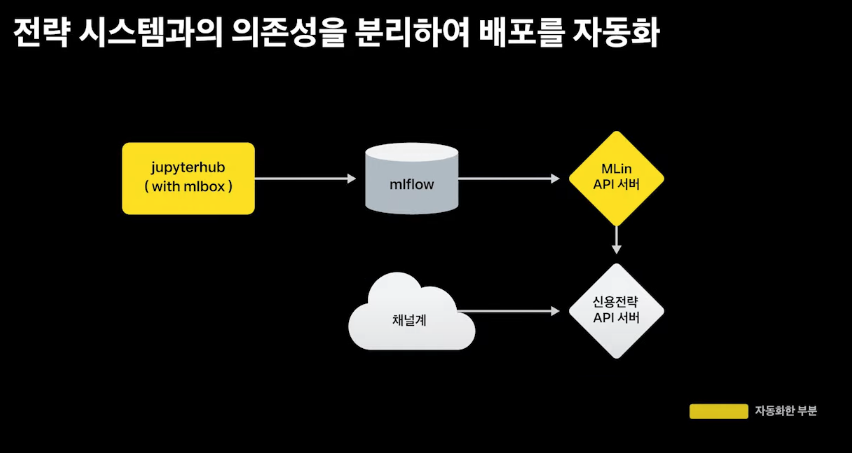 전략 시스템과의 의존성을 분리하여 배포를 자동화
jupyterhub
( with mlbox )
mlflow
MLin
API 서버
채널계
신용전략
API 서버
자동화한 부분